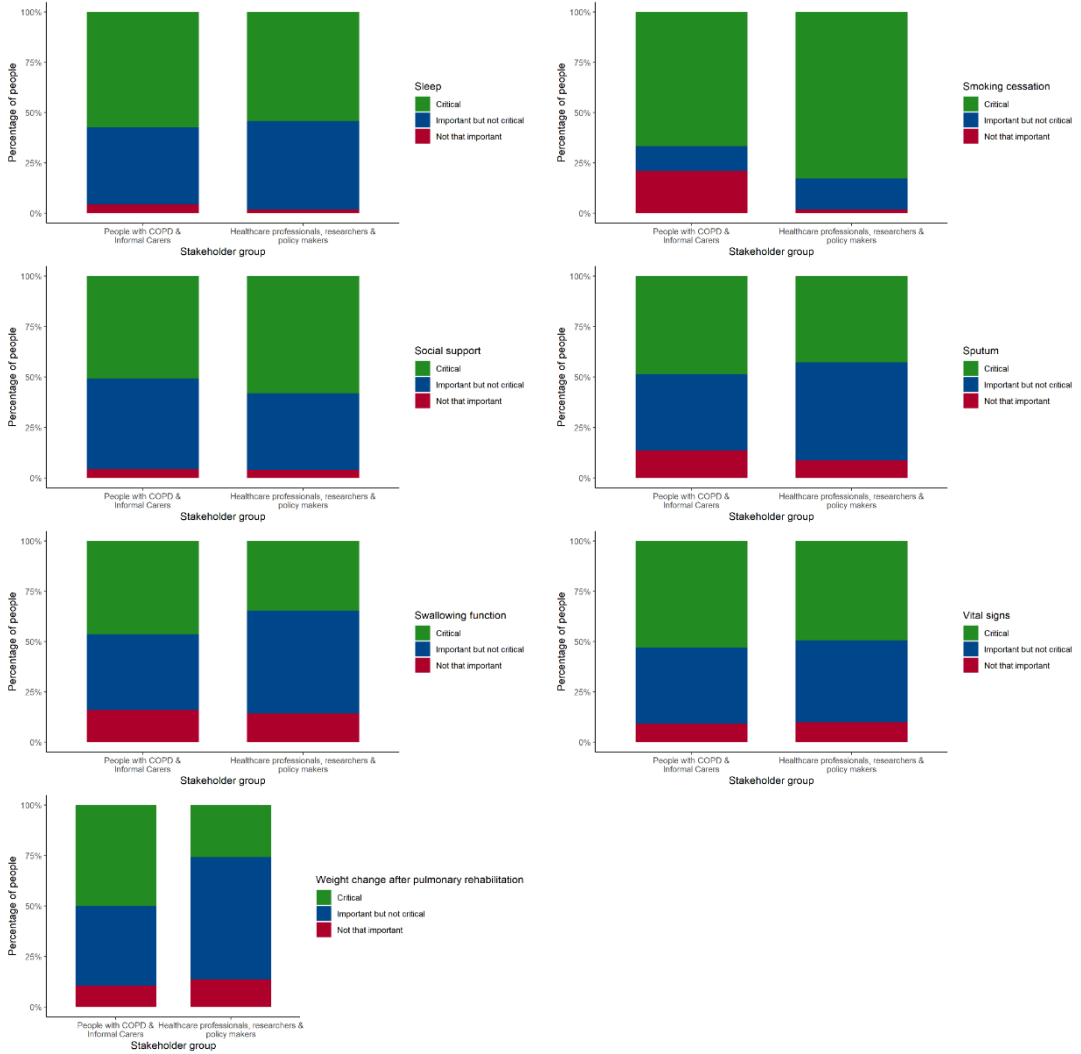 100%
75%
50%
25%
0%
Percentage of people
People with COPD &
Informal Carers
Healthcare professionals, researchers &
policy makers
Stakeholder group
Sleep
Critical
Important but not critical
Not that important
100%
75%
50%
25%
0%
Percentage of people
People with COPD &
Informal Carers
Healthcare professionals, researchers &
policy makers
Stakeholder group
Smoking cessation
Critical
Important but not critical
Not that important
100%
75%
50%
25%
0%
Percentage of people
People with COPD &
Informal Carers
Healthcare professionals, researchers &
policy makers
Stakeholder group
Social support
Critical
Important but not critical
Not that important
100%
75%
50%
25%
0%
Percentage of people
People with COPD &
Informal Carers
Healthcare professionals, researchers &
policy makers
Stakeholder group
Sputum
Critical
Important but not critical
Not that important
100%
75%
50%
25%
0%
Percentage of people
People with COPD &
Informal Carers
Healthcare professionals, researchers &
policy makers
Stakeholder group
Swallowing function
Critical
Important but not critical
Not that important
100%
75%
50%
25%
0%
Percentage of people
People with COPD &
Informal Carers
Healthcare professionals, researchers &
policy makers
Stakeholder group
Vital signs
Critical
Important but not critical
Not that important
100%
75%
50%
25%
0%
Percentage of people
People with COPD &
Informal Carers
Healthcare professionals, researchers &
policy makers
Stakeholder group
Weight change after pulmonary rehabilitation
Critical
Important but not critical
Not that important